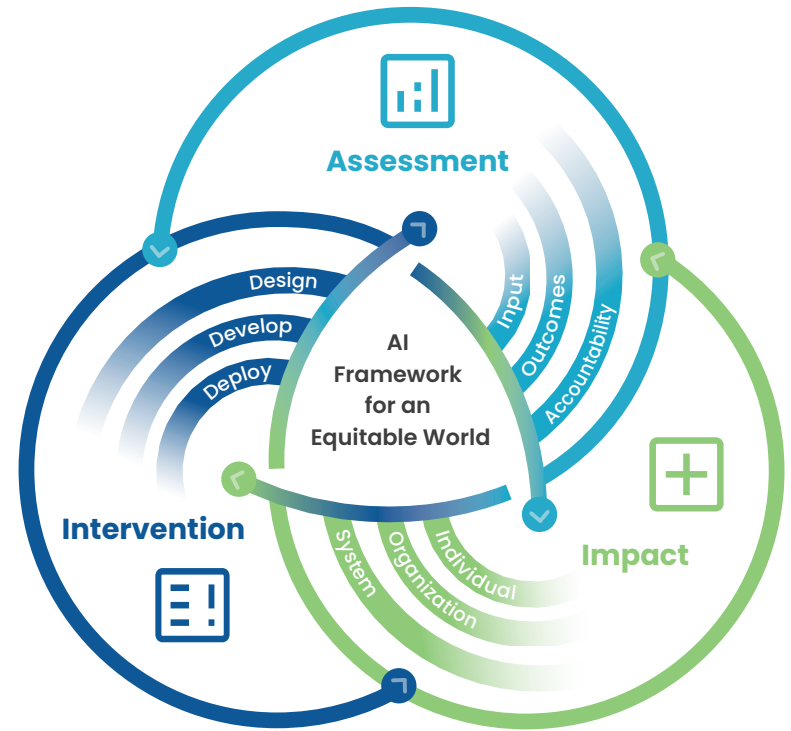 Assessment
Input
Outcomes
Accountability
Design
Develop
Deploy
AI
Framework
for an
Equitable World
Intervention
Impact
System
Organization
Individual